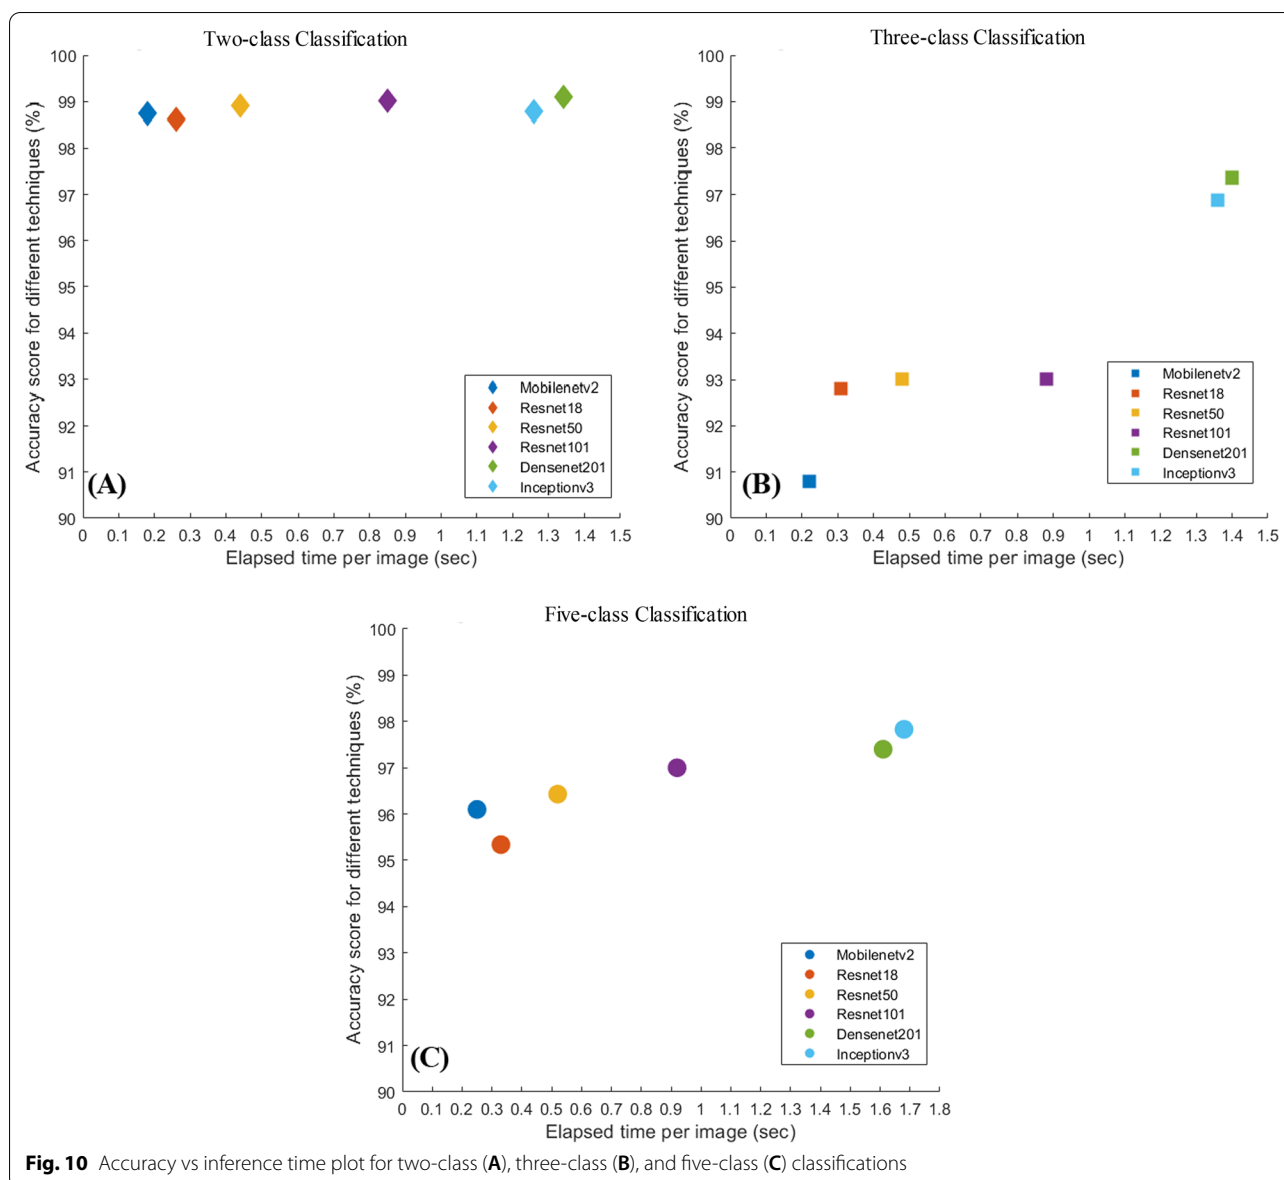 Two-class Classification
Accuracy score for different techniques (%)
100
99
98
97
96
95
94
93
92
91
90
(A)
Mobilenetv2
Resnet18
Resnet50
Resnet101
Densenet201
Inceptionv3
0 0.1 0.2 0.3 0.4 0.5 0.6 0.7 0.8 0.9 1 1.1 1.2 1.3 1.4 1.5
Elapsed time per image (sec)
Three-class Classification
Accuracy score for different techniques (%)
100
99
98
97
96
95
94
93
92
91
90
(B)
Mobilenetv2
Resnet18
Resnet50
Resnet101
Densenet201
Inceptionv3
0 0.1 0.2 0.3 0.4 0.5 0.6 0.7 0.8 0.9 1 1.1 1.2 1.3 1.4 1.5
Elapsed time per image (sec)
Five-class Classification
Accuracy score for different techniques (%)
100
99
98
97
96
95
94
93
92
91
90
(C)
Mobilenetv2
Resnet18
Resnet50
Resnet101
Densenet201
Inceptionv3
0 0.1 0.2 0.3 0.4 0.5 0.6 0.7 0.8 0.9 1 1.1 1.2 1.3 1.4 1.5 1.6 1.7 1.8
Elapsed time per image (sec)
Fig. 10 Accuracy vs inference time plot for two-class (A), three-class (B), and five-class (C) classifications